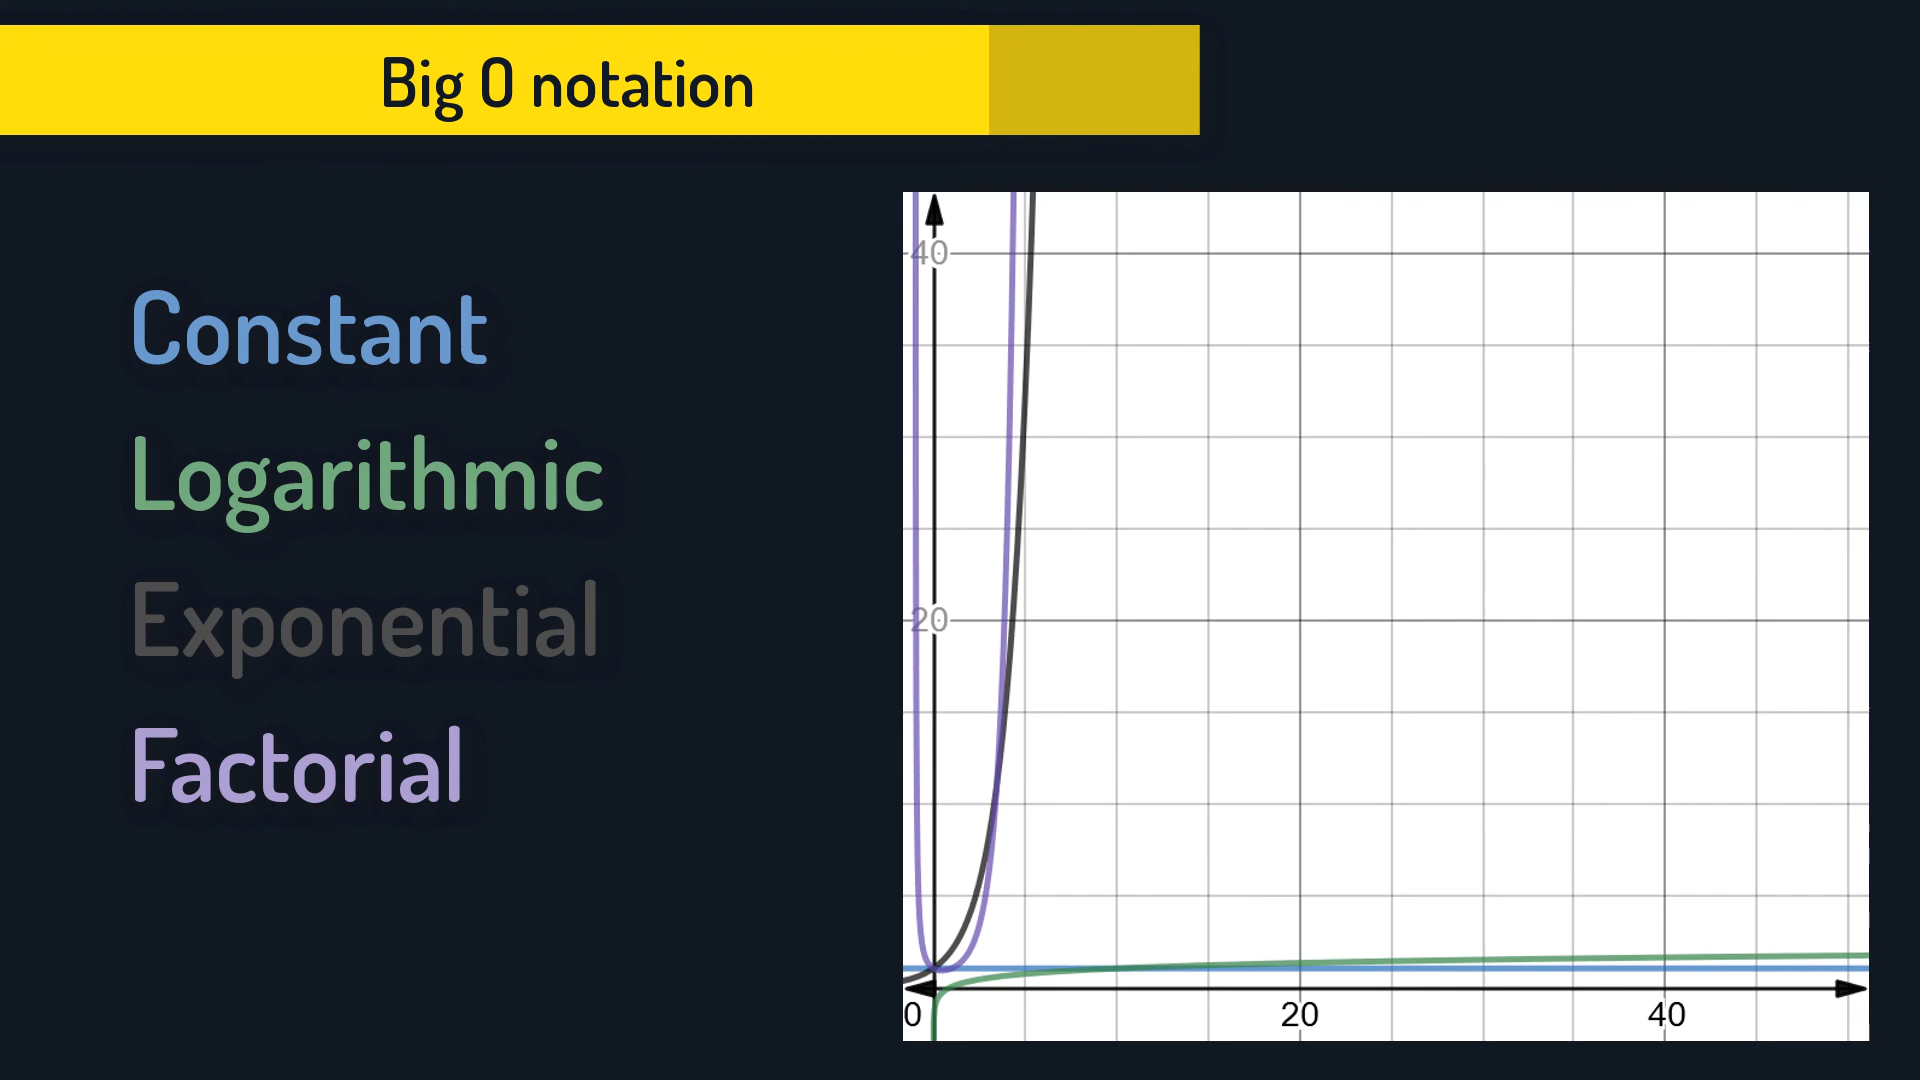 Big O notation
Constant
Logarithmic
Exponential
Factorial
40
20
0
20
40